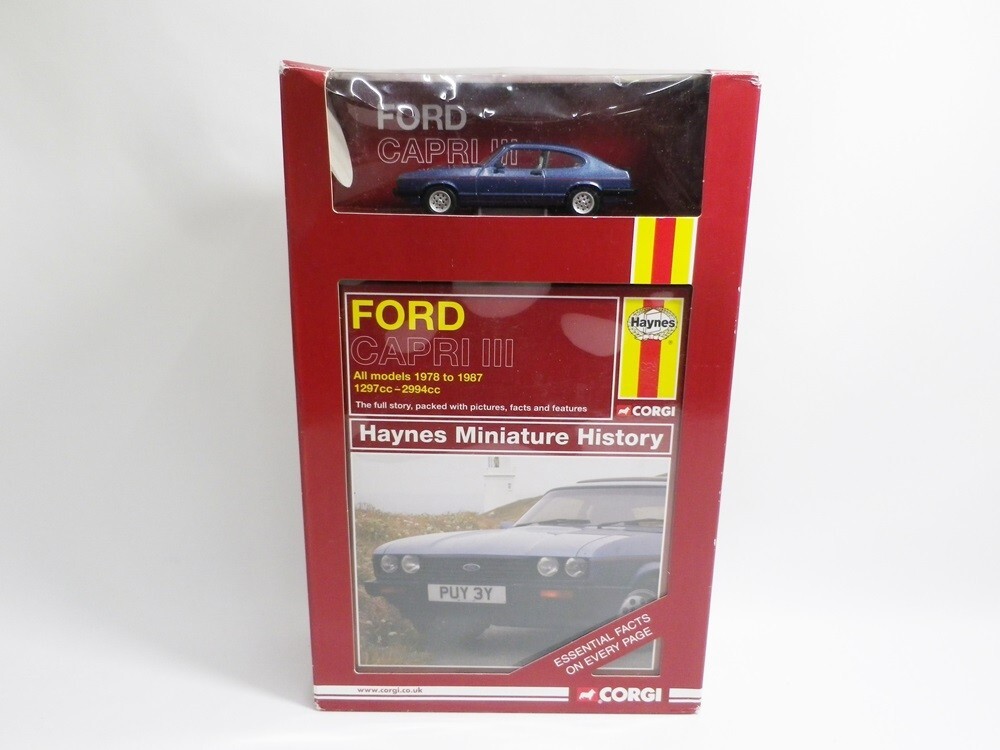 FORD
CAPRI III
FORD
CAPRI III
All models 1978 to 1987
1297cc~2994cc
The full story, packed with pictures, facts and features
Haynes
®
CORGI
Haynes Miniature History
PUY 3Y
ESSENTIAL FACTS
ON EVERY PAGE
www.corgi.co.uk
CORGI